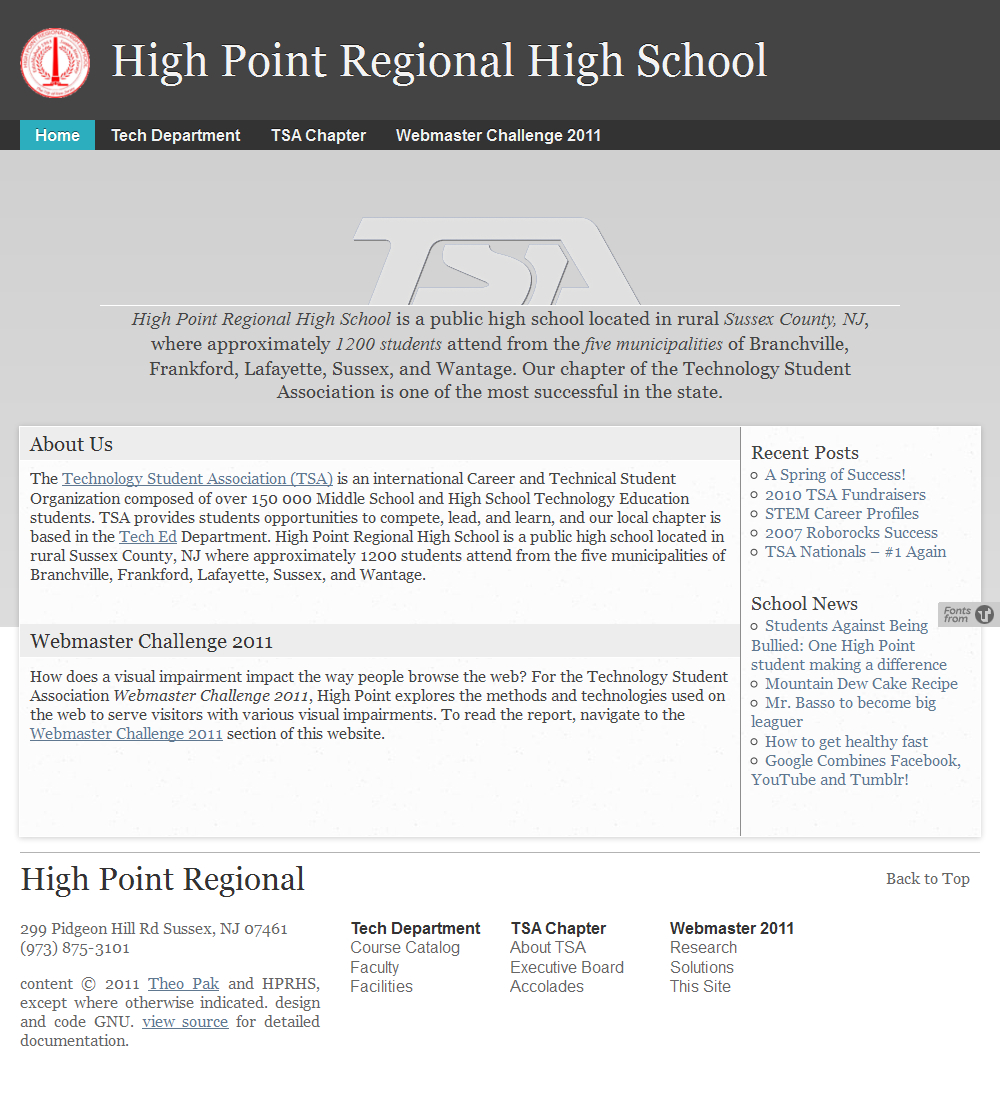 High Point Regional High School
Home
Tech Department
TSA Chapter
Webmaster Challenge 2011
TSA
High Point Regional High School is a public high school located in rural Sussex County, NJ,
where approximately 1200 students attend from the five municipalities of Branchville,
Frankford, Lafayette, Sussex, and Wantage. Our chapter of the Technology Student
Association is one of the most successful in the state.
About Us
The Technology Student Association (TSA) is an international Career and Technical Student
Organization composed of over 150 000 Middle School and High School Technology Education
students. TSA provides students opportunities to compete, lead, and learn, and our local chapter is
based in the Tech Ed Department. High Point Regional High School is a public high school located in
rural Sussex County, NJ where approximately 1200 students attend from the five municipalities of
Branchville, Frankford, Lafayette, Sussex, and Wantage.
Webmaster Challenge 2011
How does a visual impairment impact the way people browse the web? For the Technology Student
Association Webmaster Challenge 2011, High Point explores the methods and technologies used on
the web to serve visitors with various visual impairments. To read the report, navigate to the
Webmaster Challenge 2011 section of this website.
Recent Posts
A Spring of Success!
2010 TSA Fundraisers
STEM Career Profiles
2007 Roborocks Success
TSA Nationals – #1 Again
School News
Students Against Being
Bullied: One High Point
student making a difference
Mountain Dew Cake Recipe
Mr. Basso to become big
leaguer
How to get healthy fast
Google Combines Facebook,
YouTube and Tumblr!
Fonts
from
High Point Regional
Back to Top
299 Pidgeon Hill Rd Sussex, NJ 07461
(973) 875-3101
content © 2011 Theo Pak and HPRHS,
except where otherwise indicated. design
and code GNU. view source for detailed
documentation.
Tech Department
Course Catalog
Faculty
Facilities
TSA Chapter
About TSA
Executive Board
Accolades
Webmaster 2011
Research
Solutions
This Site